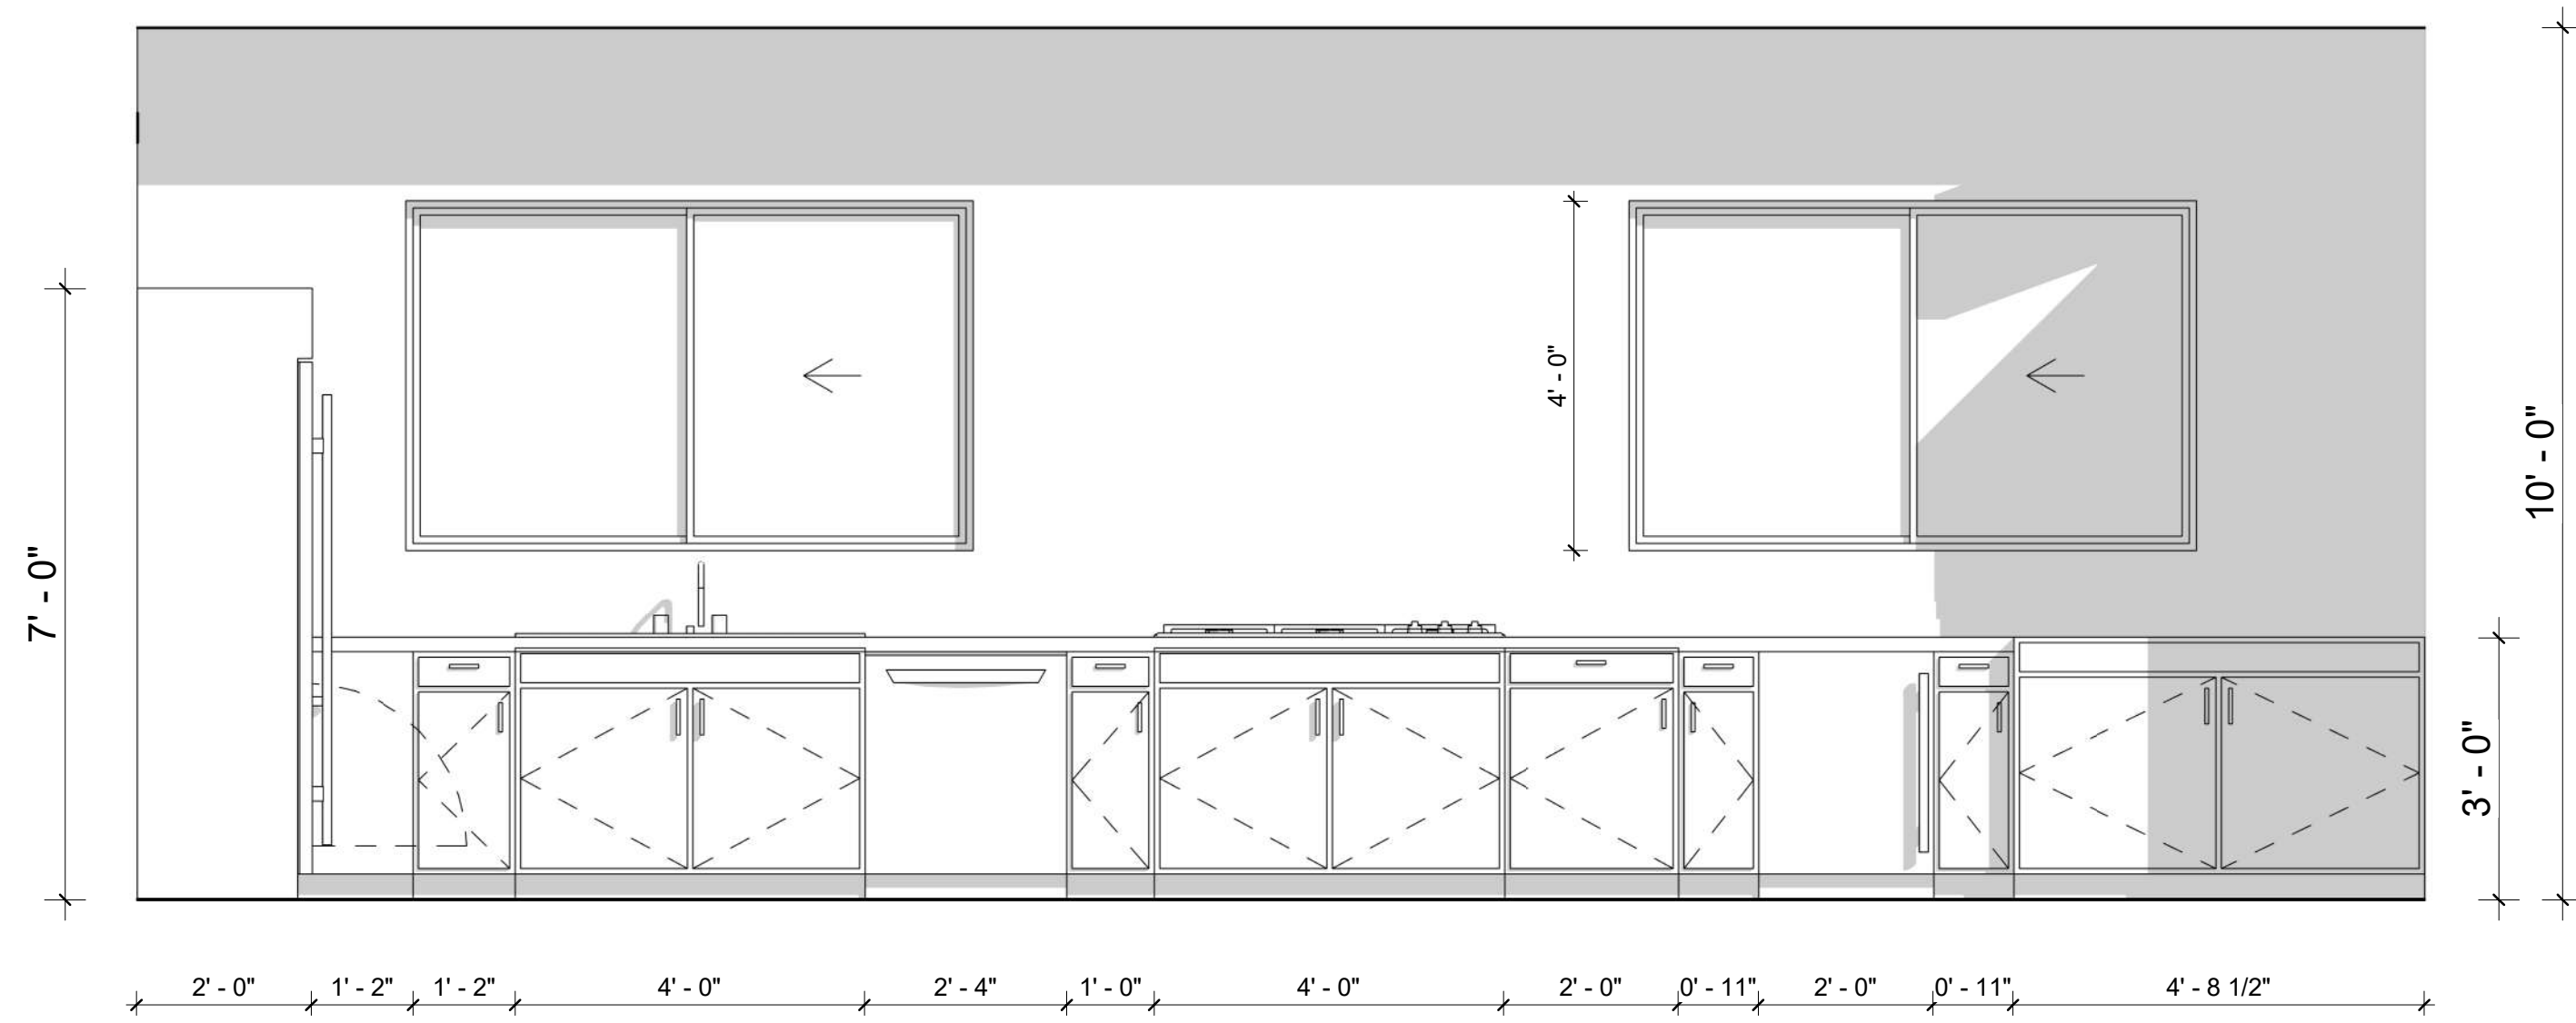 4' - 0"
7' - 0"
10' - 0"
3' - 0"
2' - 0" 1' - 2" 1' - 2" 4' - 0" 2' - 4" 1' - 0" 4' - 0" 2' - 0" 0' - 11" 2' - 0" 0' - 11" 4' - 8 1/2"